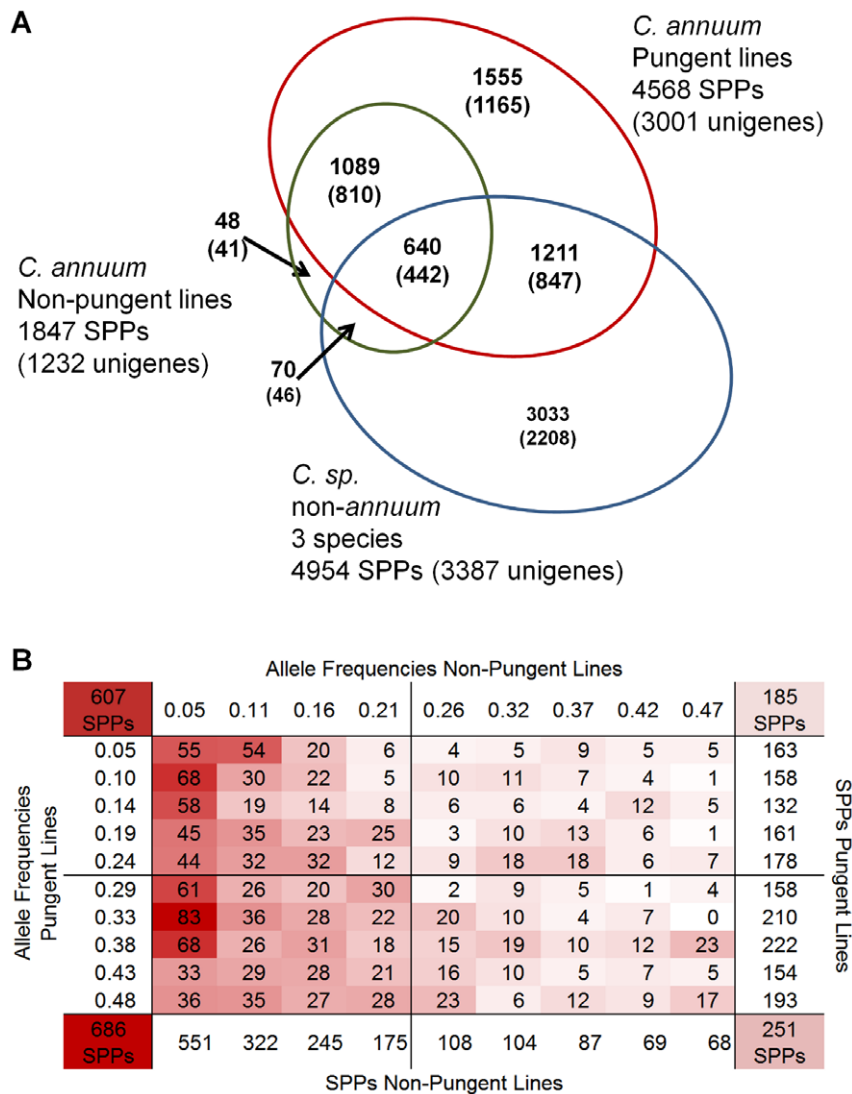 A
C. annuum
Pungent lines
4568 SPPs
(3001 unigenes)
1555
(1165)
1089
(810)
48
(41)
640
(442)
1211
(847)
C. annuum
Non-pungent lines
1847 SPPs
(1232 unigenes)
70
(46)
3033
(2208)
C. sp.
non-annuum
3 species
4954 SPPs (3387 unigenes)
B
Allele Frequencies Non-Pungent Lines
607 SPPs 0.05 0.11 0.16 0.21 0.26 0.32 0.37 0.42 0.47 185 SPPs
0.05 55 54 20 6 4 5 9 5 5 163
0.10 68 30 22 5 10 11 7 4 1 158
0.14 58 19 14 8 6 6 4 12 5 132
0.19 45 35 23 25 3 10 13 6 1 161
0.24 44 32 32 12 9 18 18 6 7 178
0.29 61 26 20 30 2 9 5 1 4 158
0.33 83 36 28 22 20 10 4 7 0 210
0.38 68 26 31 18 15 19 10 12 23 222
0.43 33 29 28 21 16 10 5 7 5 154
0.48 36 35 27 28 23 6 12 9 17 193
686 SPPs 551 322 245 175 108 104 87 69 68 251 SPPs
SPPs Non-Pungent Lines
Allele Frequencies
Pungent Lines
SPPs Pungent Lines